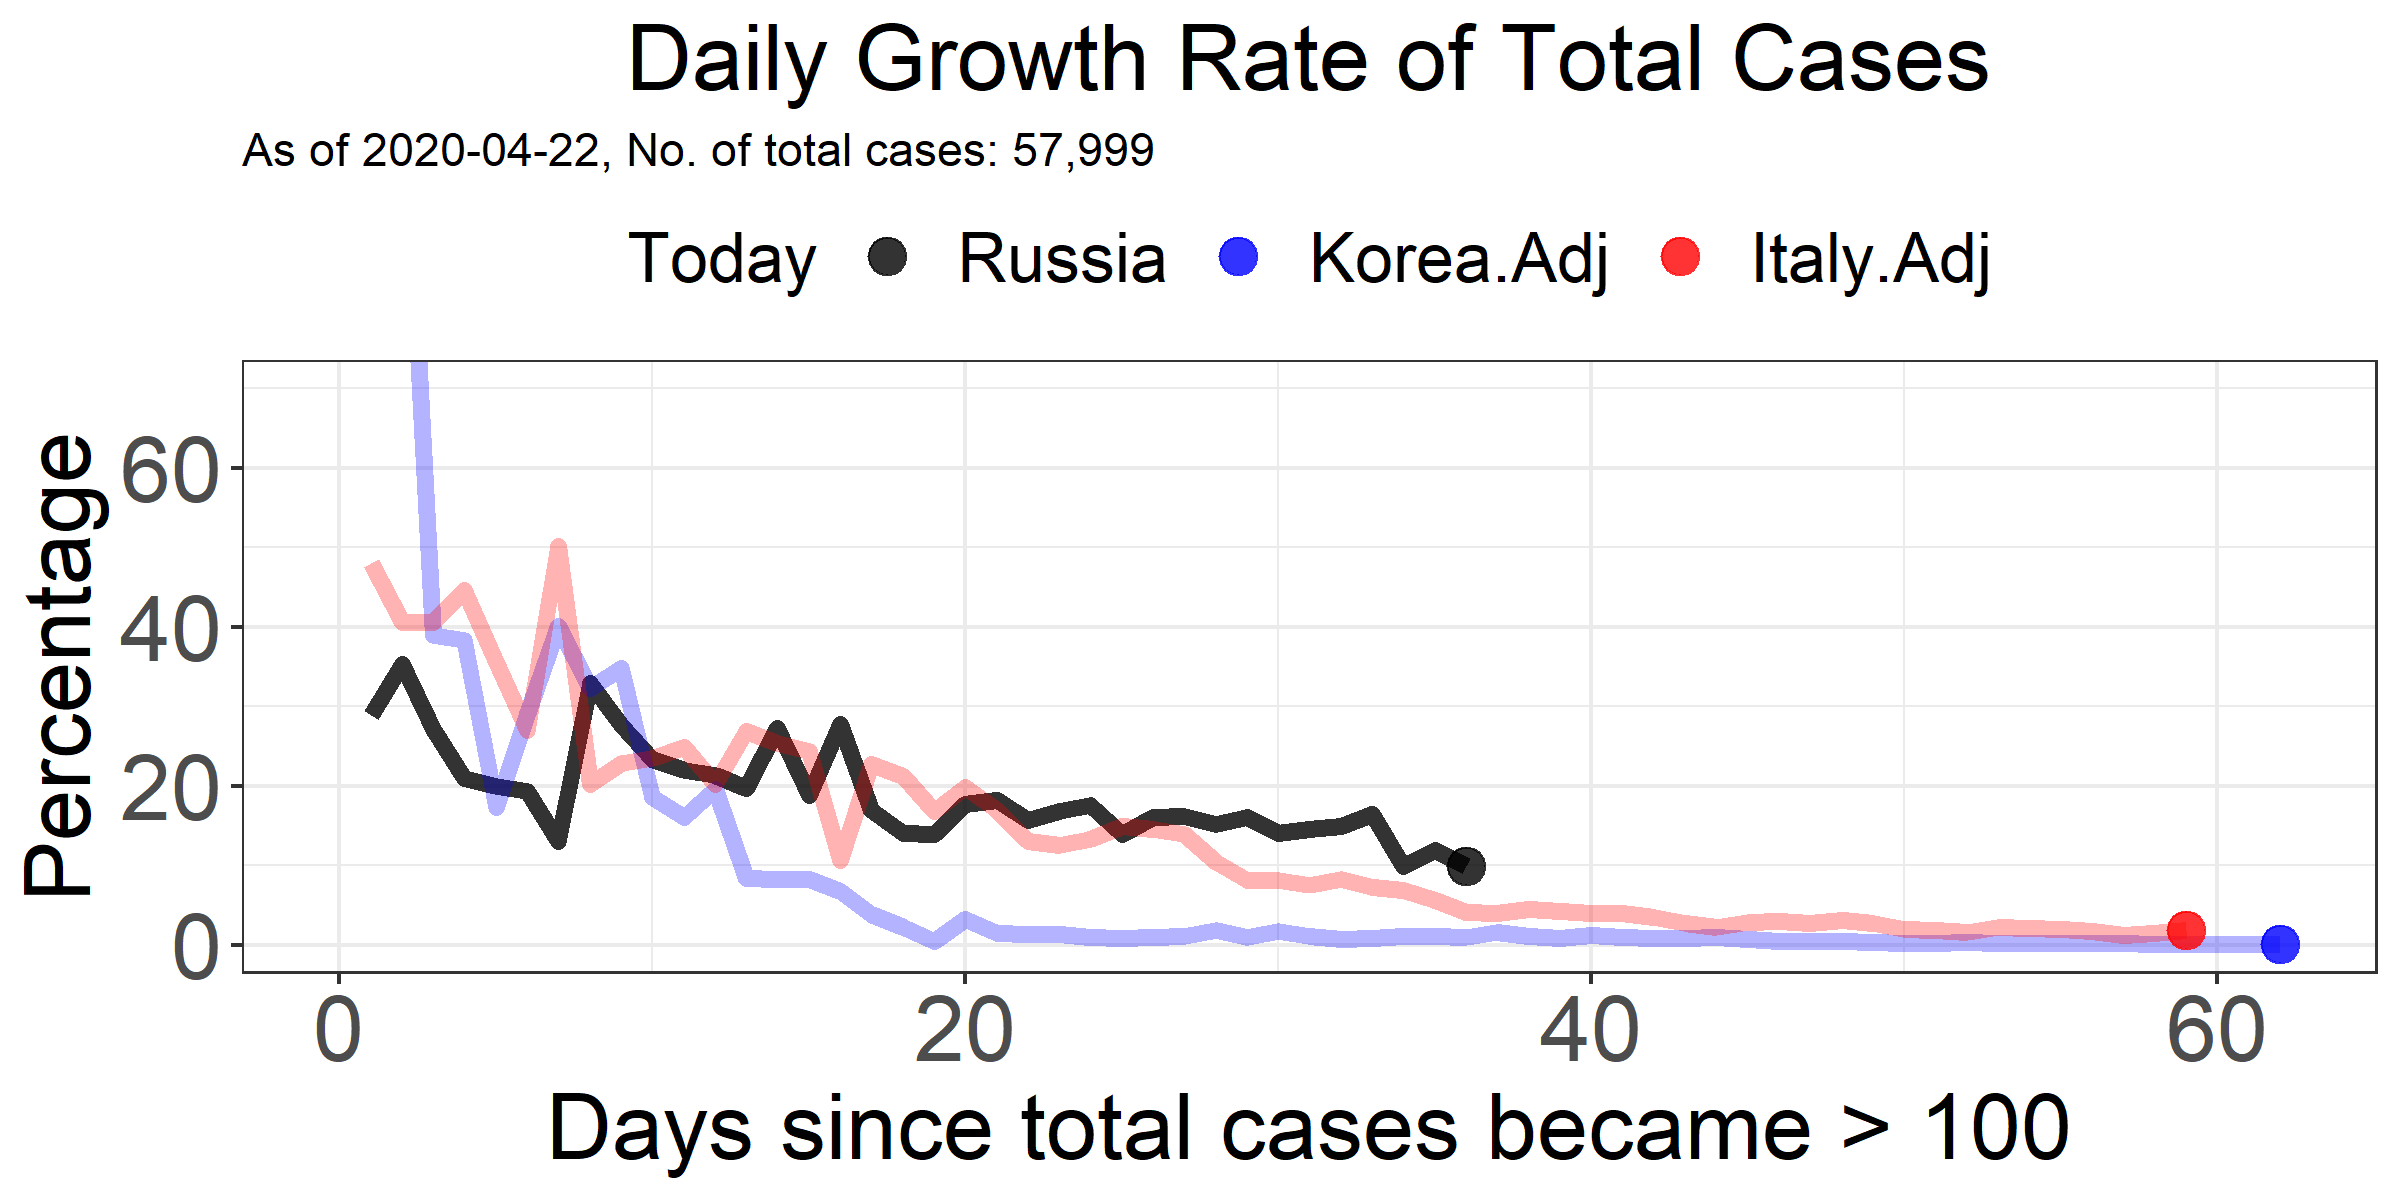 Daily Growth Rate of Total Cases
As of 2020-04-22, No. of total cases: 57,999
Today Russia Korea.Adj Italy.Adj
Percentage
60
40
20
0
0 20 40 60
Days since total cases became > 100